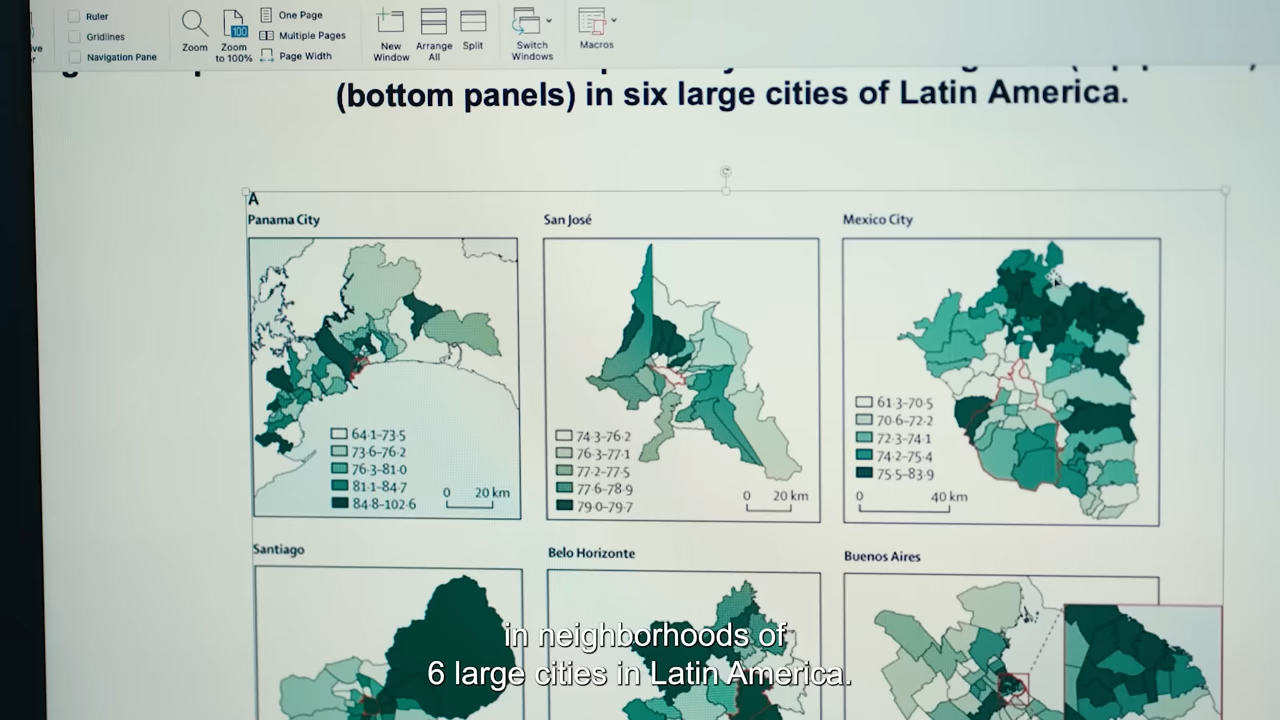 Ruler
Gridlines
Navigation Pane
Zoom
Zoom to 100%
100
One Page
Multiple Pages
Page Width
New Window
Arrange All
Split
Switch Windows
Macros
(bottom panels) in six large cities of Latin America.
A
Panama City
64·1–73·5
73·6–76·2
76·3–81·0
81·1–84·7
84·8–102·6
0 20 km
San José
74·3–76·2
76·3–77·1
77·2–77·5
77·6–78·9
79·0–79·7
0 20 km
Mexico City
61·3–70·5
70·6–72·2
72·3–74·1
74·2–75·4
75·5–83·9
0 40 km
Santiago
Belo Horizonte
Buenos Aires
in neighborhoods of
6 large cities in Latin America.